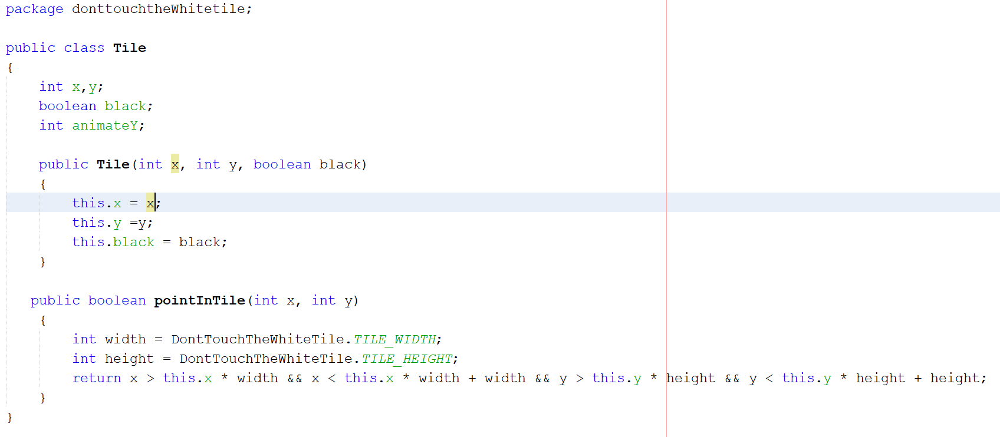 package donttouchtheWhitetile;
public class Tile
{
int x,y;
boolean black;
int animateY;
public Tile(int x, int y, boolean black)
{
this.x = x;
this.y =y;
this.black = black;
}
public boolean pointInTile(int x, int y)
{
int width = DontTouchTheWhiteTile.TILE_WIDTH;
int height = DontTouchTheWhiteTile.TILE_HEIGHT;
return x > this.x * width && x < this.x * width + width && y > this.y * height && y < this.y * height + height;
}
}